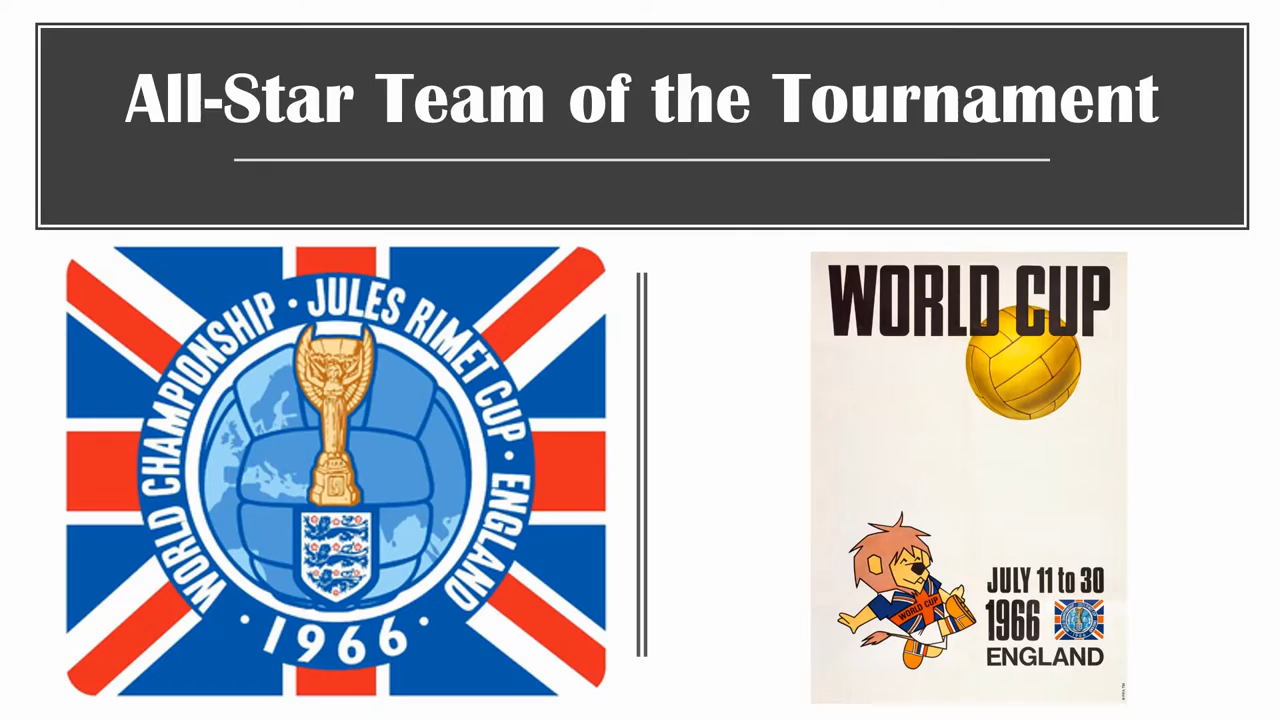 All-Star Team of the Tournament
WORLD CHAMPIONSHIP · JULES RIMET CUP · ENGLAND
· 1966 ·
WORLD CUP
WORLD CUP
JULY 11 to 30
1966
ENGLAND